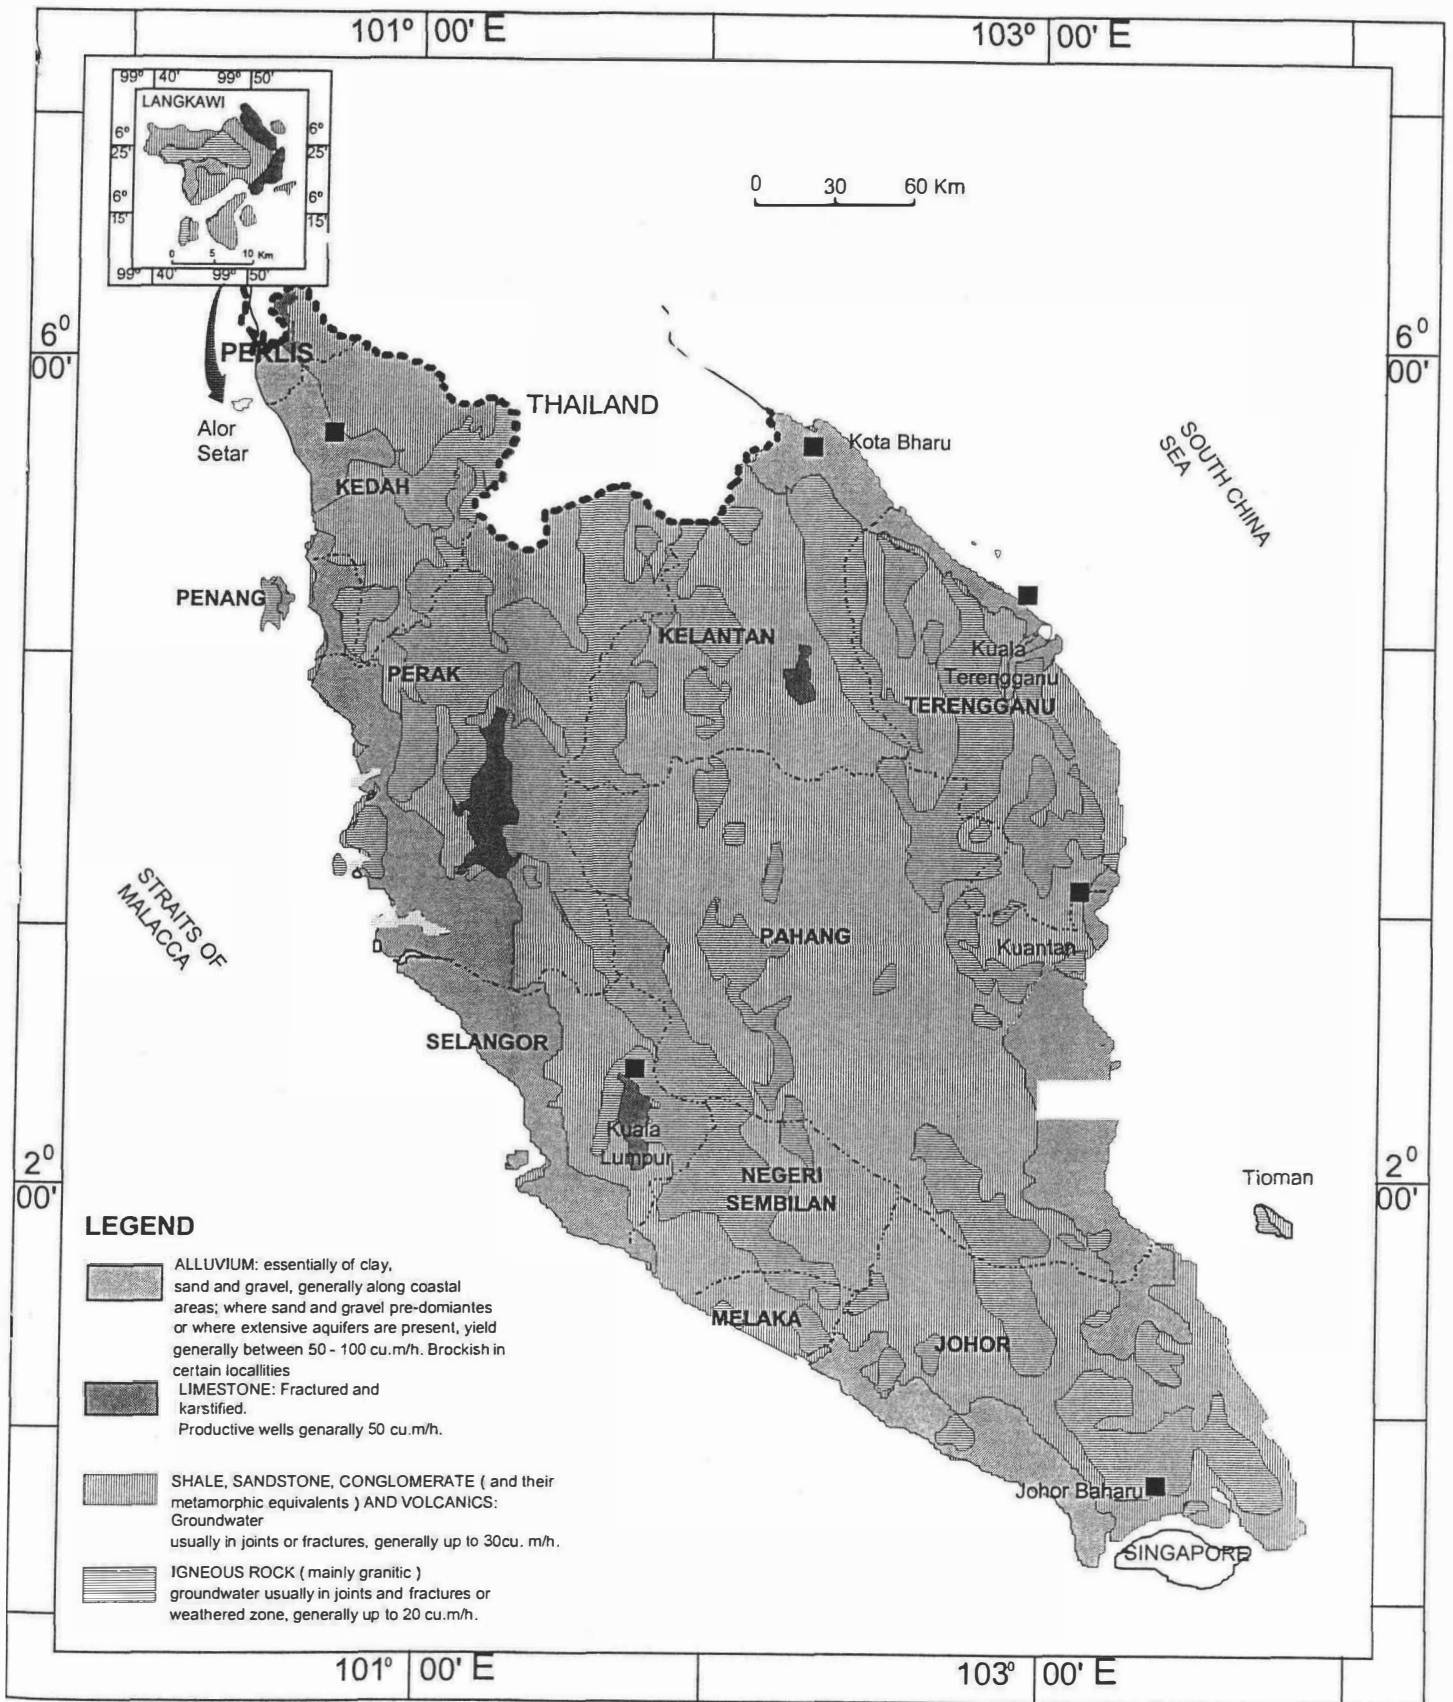 101° 00' E
103° 00' E
99° 40' 99° 50'
LANGKAWI
6° 25'
6° 25'
6° 15'
6° 15'
0 5 10 Km
99° 40' 99° 50'
0 30 60 Km
6° 00'
6° 00'
PERLIS
THAILAND
Alor
Setar
Kota Bharu
SOUTH CHINA
SEA
KEDAH
PENANG
KELANTAN
PERAK
Kuala
Terengganu
TERENGGANU
STRAITS OF
MALACCA
PAHANG
Kuantan
SELANGOR
Kuala
Lumpur
2° 00'
2° 00'
NEGERI
SEMBILAN
Tioman
MELAKA
JOHOR
Johor Baharu
SINGAPORE
LEGEND
ALLUVIUM: essentially of clay,
sand and gravel, generally along coastal
areas; where sand and gravel pre-domiantes
or where extensive aquifers are present, yield
generally between 50 - 100 cu.m/h. Brockish in
certain locallities
LIMESTONE: Fractured and
karstified.
Productive wells genarally 50 cu.m/h.
SHALE, SANDSTONE, CONGLOMERATE ( and their
metamorphic equivalents ) AND VOLCANICS:
Groundwater
usually in joints or fractures, generally up to 30cu. m/h.
IGNEOUS ROCK ( mainly granitic )
groundwater usually in joints and fractures or
weathered zone, generally up to 20 cu.m/h.
101° 00' E
103° 00' E